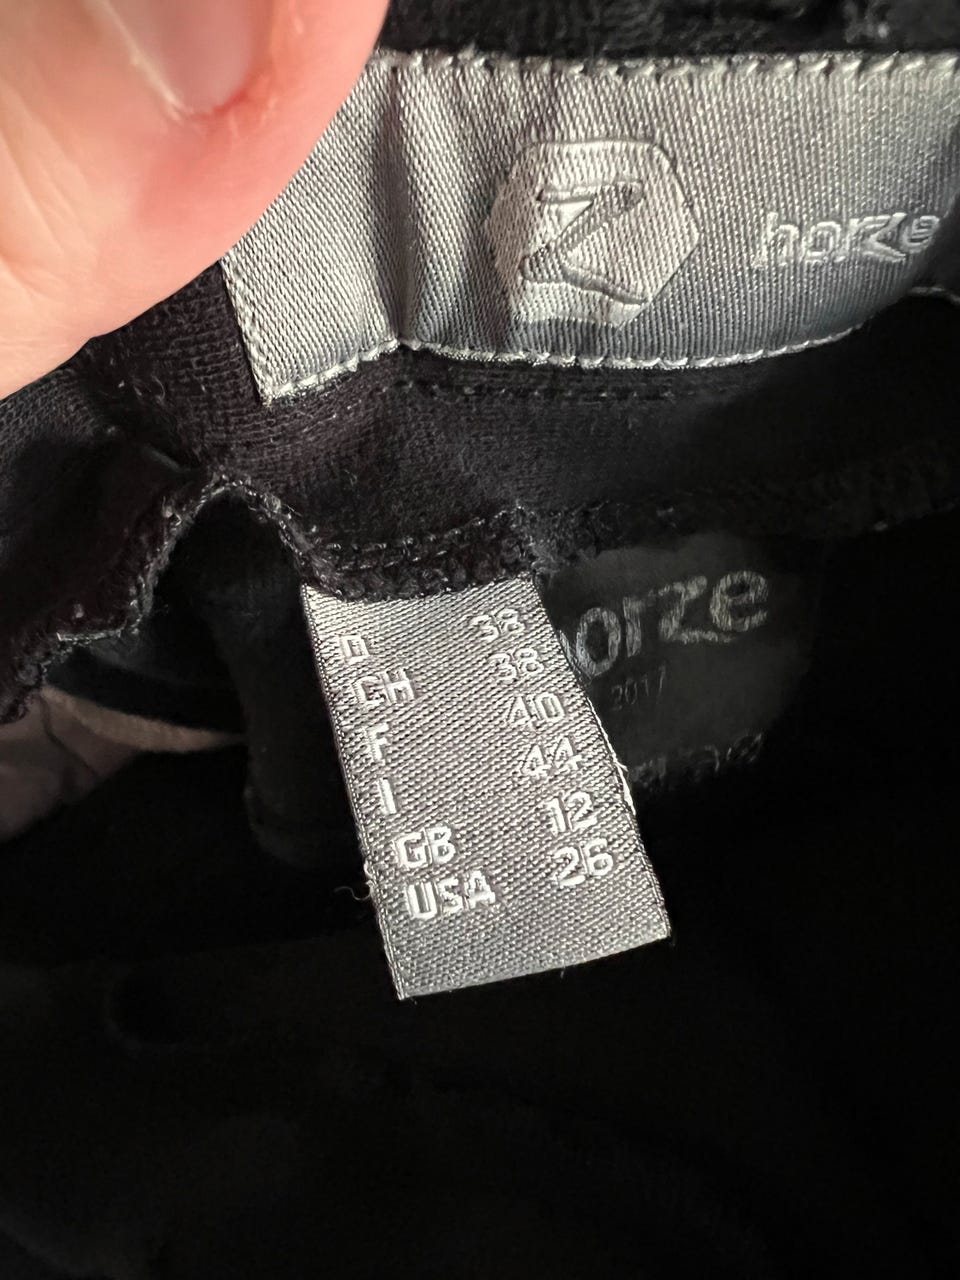 Z horze
D 38
CH 38
F 40
I 44
GB 12
USA 26
horze
2017